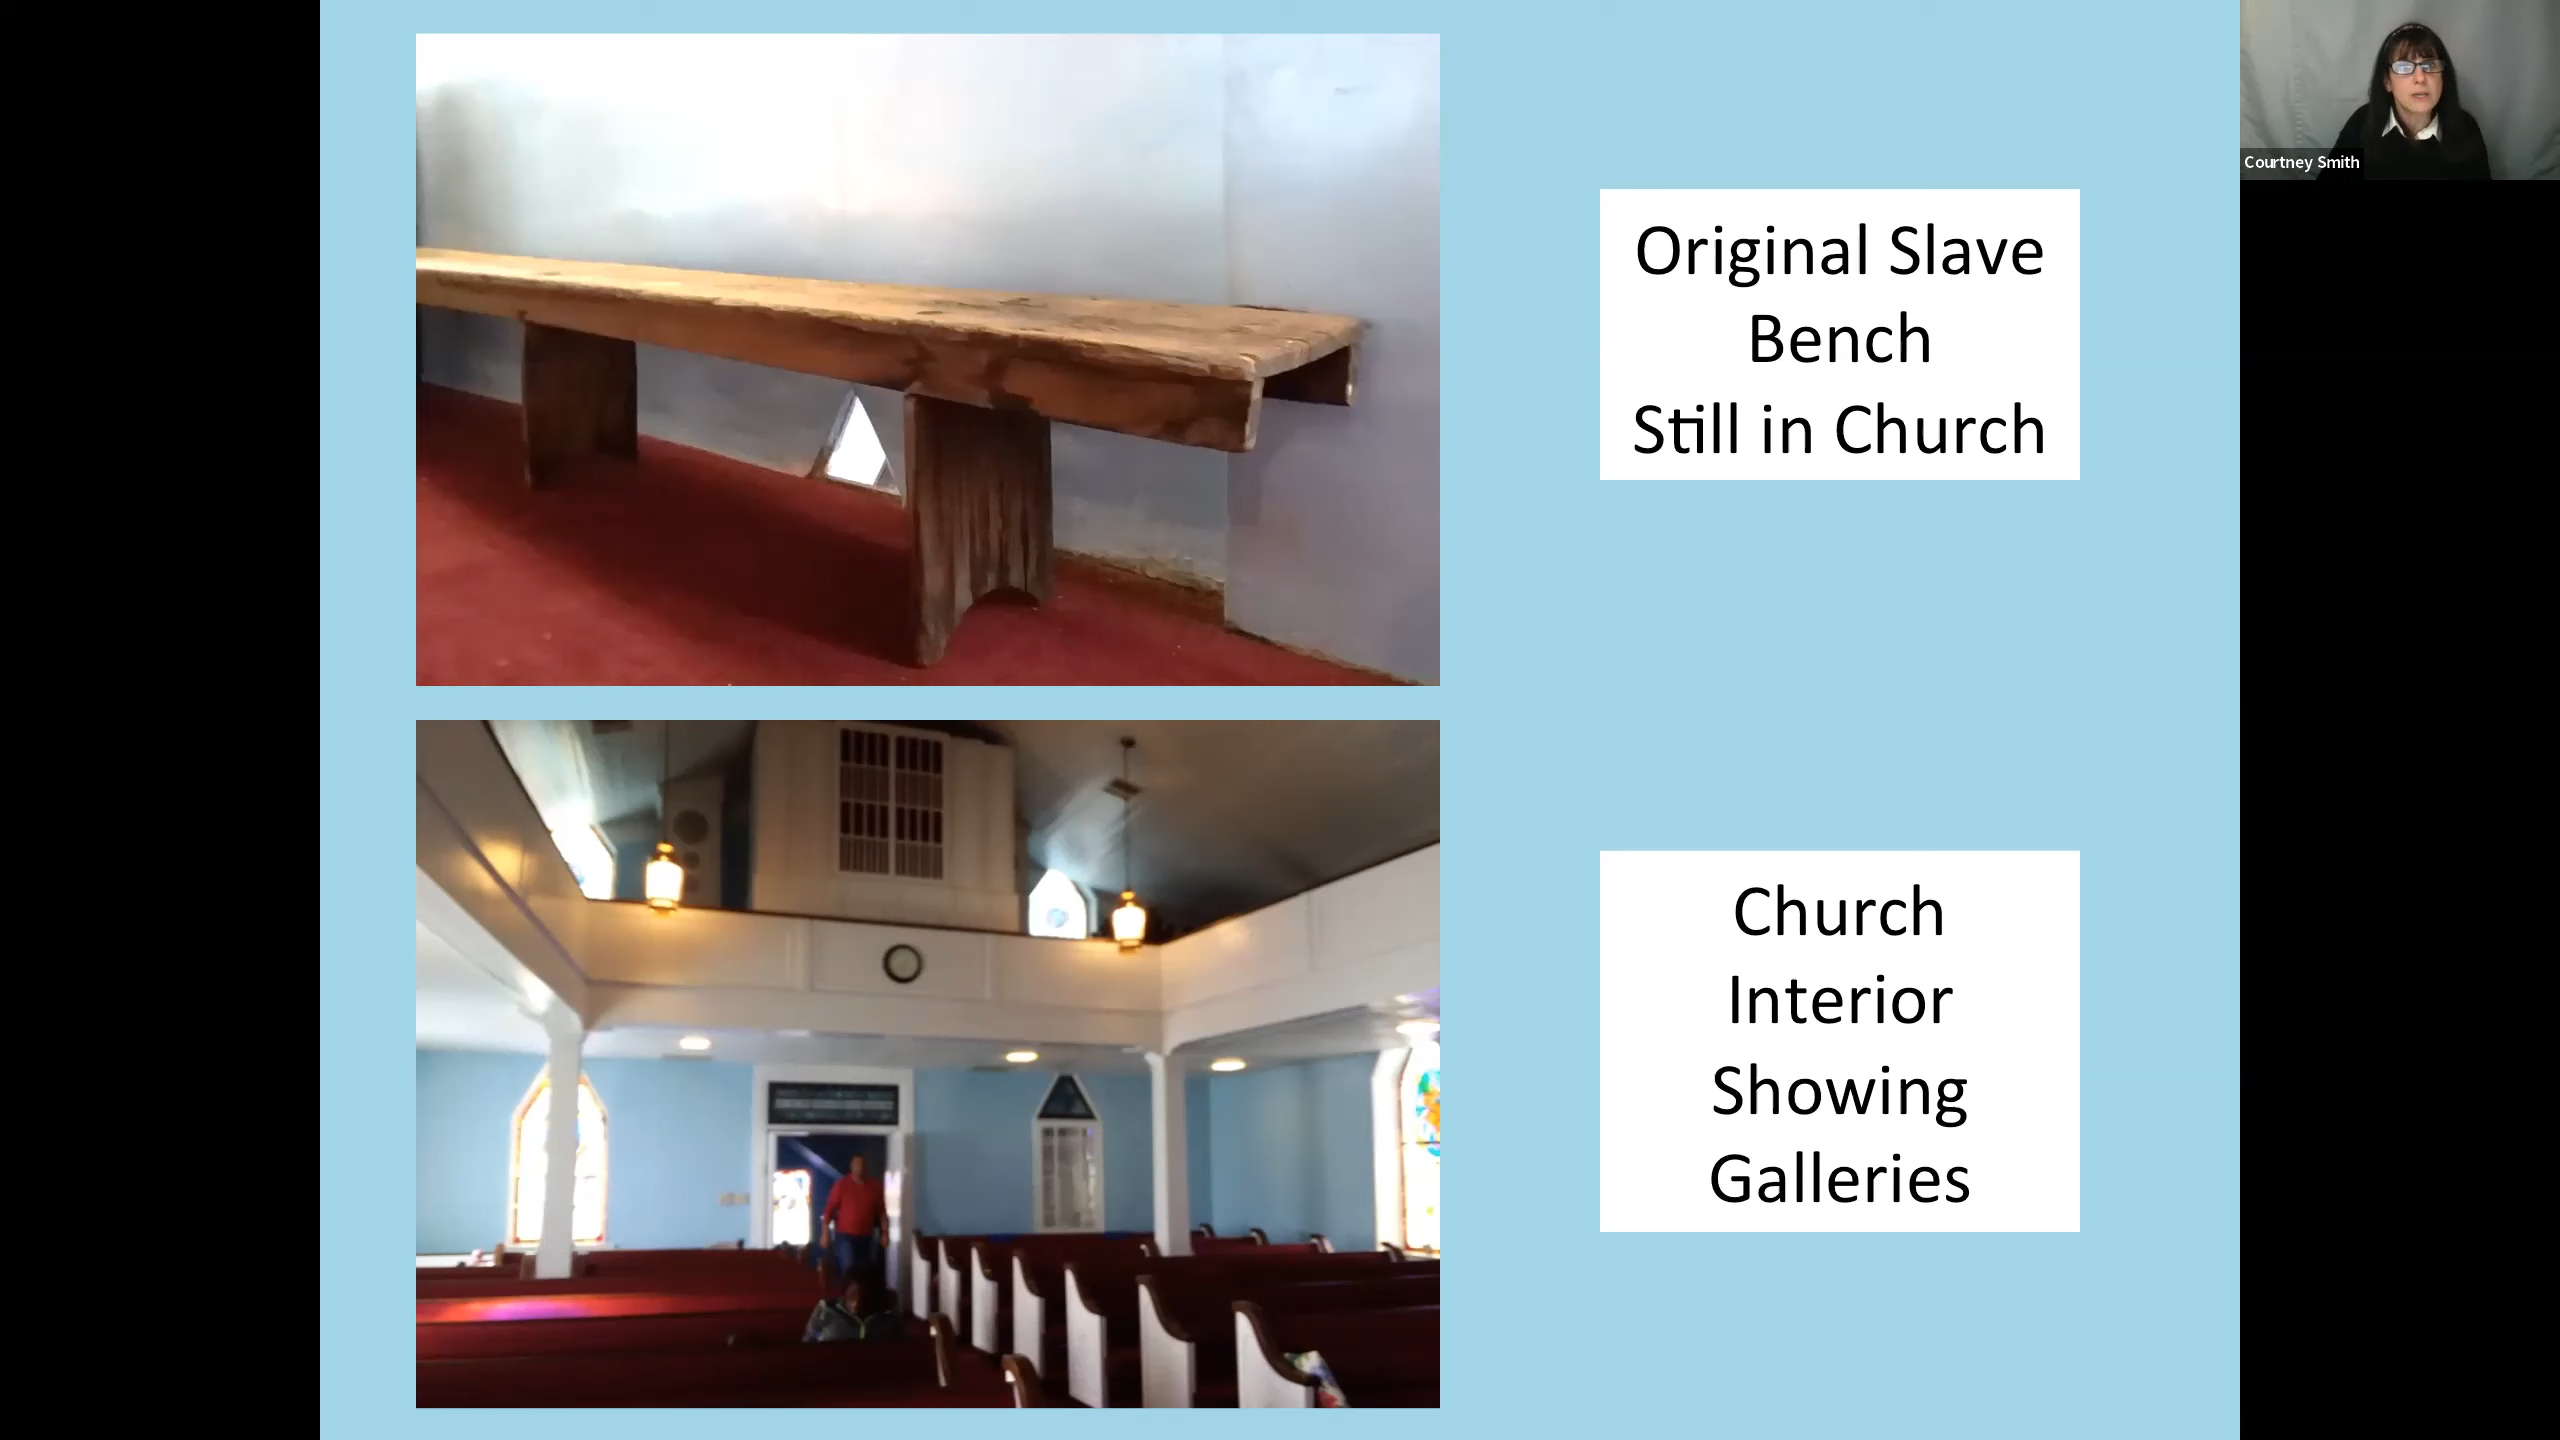 Original Slave
Bench
Still in Church
Courtney Smith
Church
Interior
Showing
Galleries